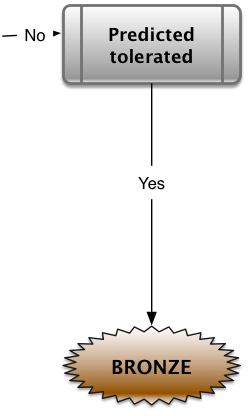 No
Predicted
tolerated
Yes
BRONZE